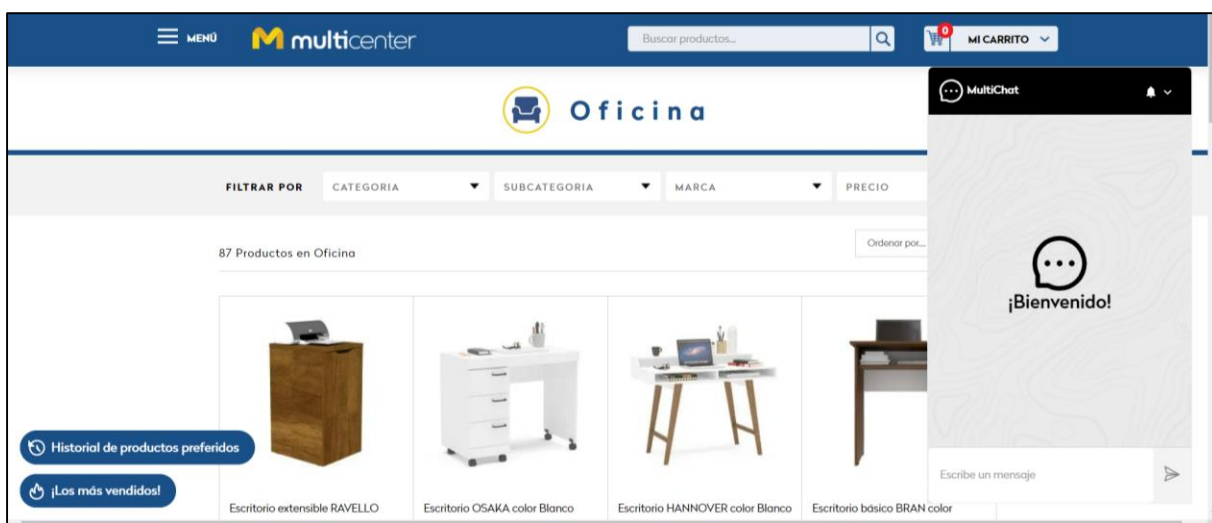 MENÚ
multicenter
Buscar productos...
0
MI CARRITO
MultiChat
Oficina
FILTRAR POR
CATEGORIA
SUBCATEGORIA
MARCA
PRECIO
87 Productos en Oficina
Ordenar por...
¡Bienvenido!
Historial de productos preferidos
¡Los más vendidos!
Escribe un mensaje
Escritorio extensible RAVELLO
Escritorio OSAKA color Blanco
Escritorio HANNOVER color Blanco
Escritorio básico BRAN color